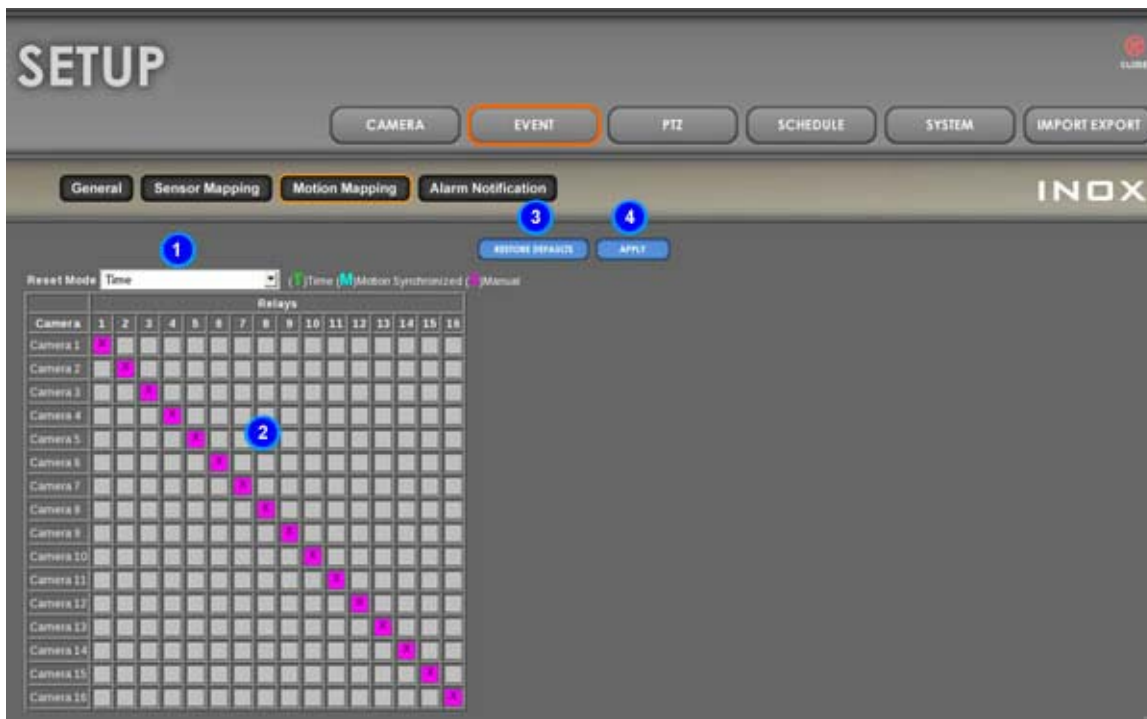 SETUP
CLOSE
CAMERA EVENT PTZ SCHEDULE SYSTEM IMPORT EXPORT
General Sensor Mapping Motion Mapping Alarm Notification
INOX
3 4
RESTORE DEFAULTS APPLY
1
Reset Mode Time (T)Time (M)Motion Synchronized (X)Manual
Relays
Camera 1 2 3 4 5 6 7 8 9 10 11 12 13 14 15 16
Camera 1 X
Camera 2 X
Camera 3 X
Camera 4 X
Camera 5 X
2
Camera 6 X
Camera 7 X
Camera 8 X
Camera 9 X
Camera 10 X
Camera 11 X
Camera 12 X
Camera 13 X
Camera 14 X
Camera 15 X
Camera 16 X